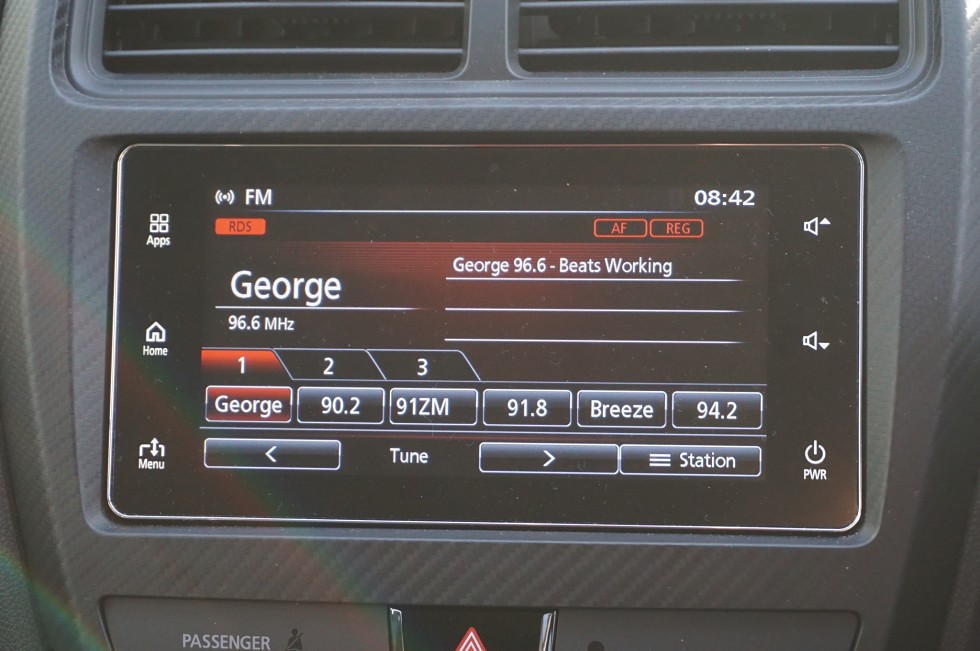 FM 08:42
RDS AF REG
Apps
George 96.6 - Beats Working
George
96.6 MHz
Home
1 2 3
George 90.2 91ZM 91.8 Breeze 94.2
< Tune > Station
Menu
PWR
PASSENGER